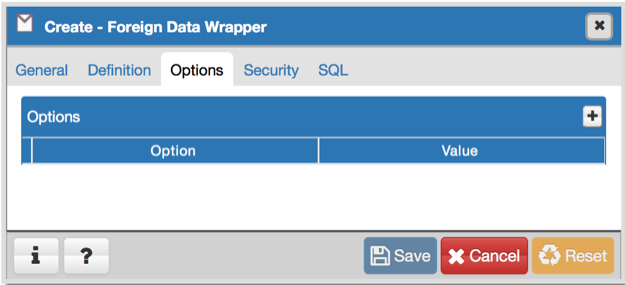 Create - Foreign Data Wrapper
General Definition Options Security SQL
Options
Option Value
i ? Save Cancel Reset